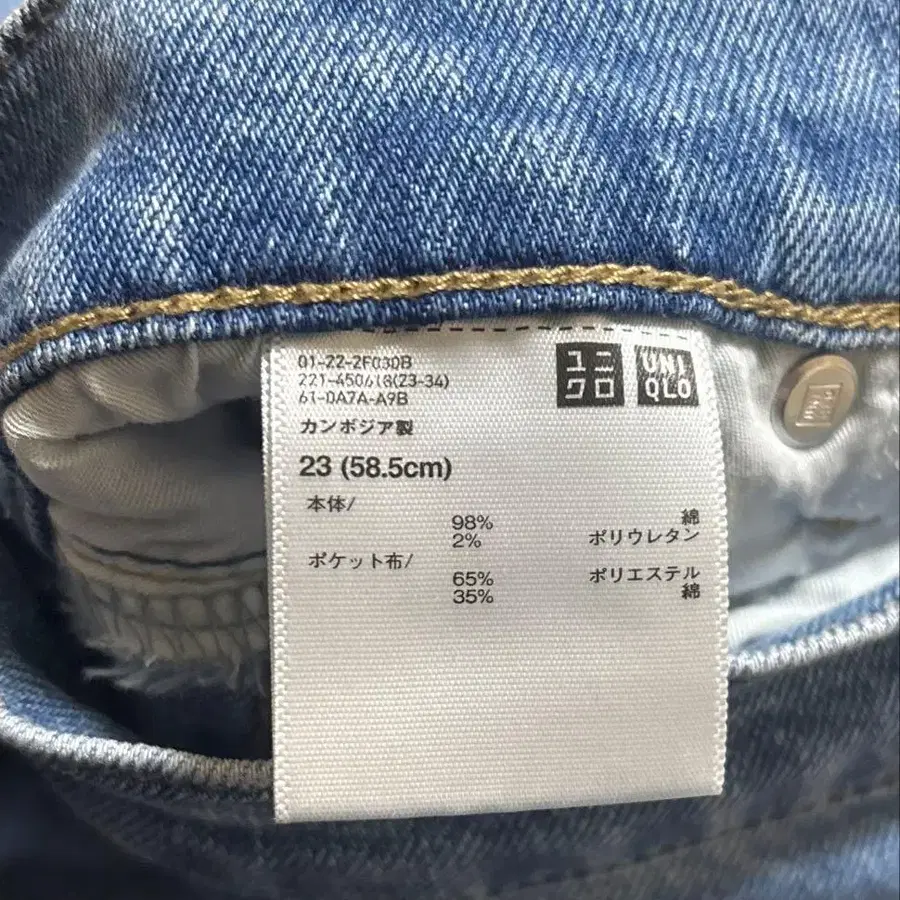 01-22-2F030B
221-450618(23-34)
61-0A7A-A9B
ユニクロ
UNIQLO
カンボジア製
23 (58.5cm)
本体/
98% 綿
2% ポリウレタン
ポケット布/
65% ポリエステル
35% 綿